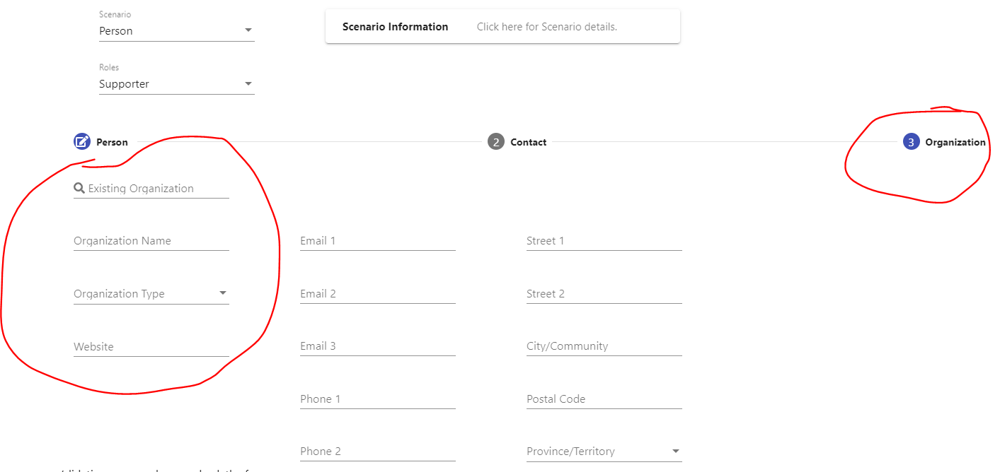 Scenario
Person
Scenario Information Click here for Scenario details.
Roles
Supporter
Person 2 Contact 3 Organization
Existing Organization
Organization Name Email 1 Street 1
Organization Type Email 2 Street 2
Website Email 3 City/Community
Phone 1 Postal Code
Phone 2 Province/Territory